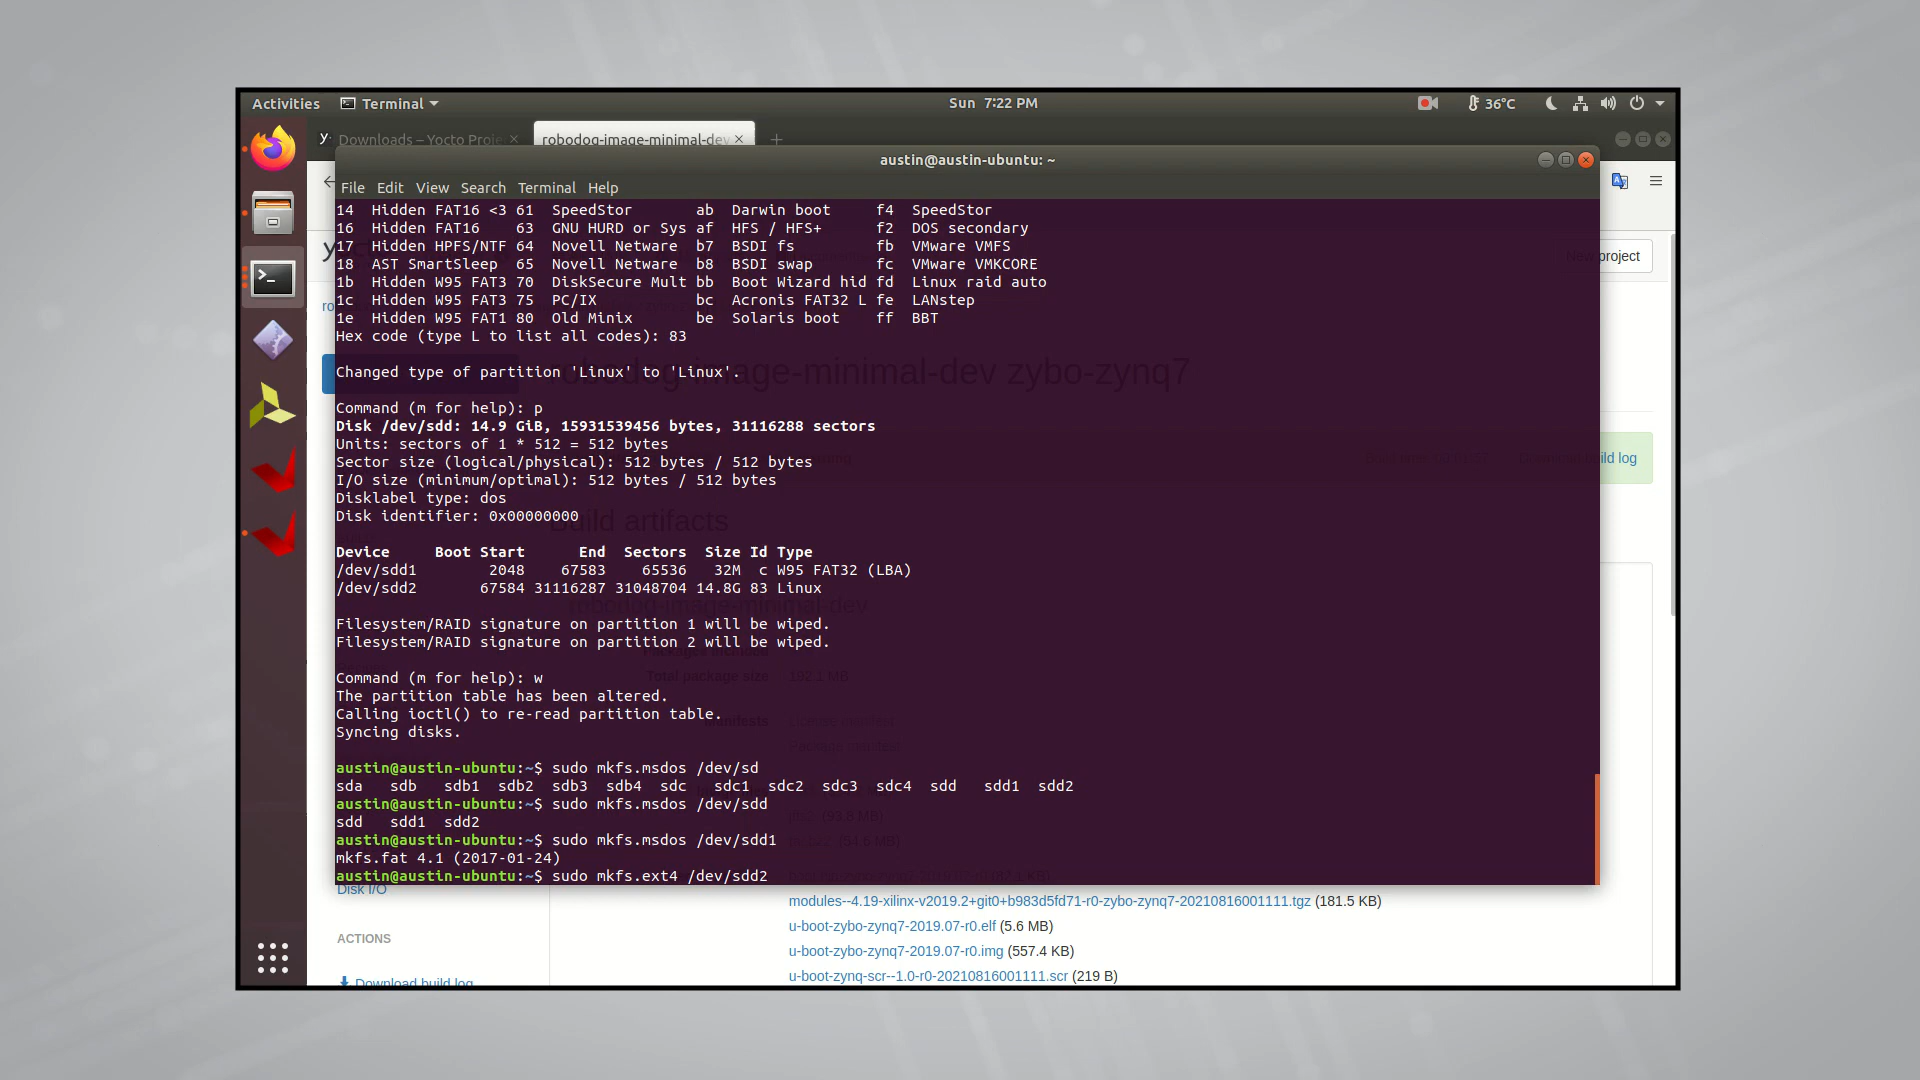 Activities Terminal Sun 7:22 PM 36°C
Downloads – Yocto Proje × robodog-image-minimal-dev ×
austin@austin-ubuntu: ~
File Edit View Search Terminal Help
14 Hidden FAT16 <3 61 SpeedStor ab Darwin boot f4 SpeedStor
16 Hidden FAT16 63 GNU HURD or Sys af HFS / HFS+ f2 DOS secondary
17 Hidden HPFS/NTF 64 Novell Netware b7 BSDI fs fb VMware VMFS
18 AST SmartSleep 65 Novell Netware b8 BSDI swap fc VMware VMKCORE
1b Hidden W95 FAT3 70 DiskSecure Mult bb Boot Wizard hid fd Linux raid auto
1c Hidden W95 FAT3 75 PC/IX bc Acronis FAT32 L fe LANstep
1e Hidden W95 FAT1 80 Old Minix be Solaris boot ff BBT
Hex code (type L to list all codes): 83
Changed type of partition 'Linux' to 'Linux'.
Command (m for help): p
Disk /dev/sdd: 14.9 GiB, 15931539456 bytes, 31116288 sectors
Units: sectors of 1 * 512 = 512 bytes
Sector size (logical/physical): 512 bytes / 512 bytes
I/O size (minimum/optimal): 512 bytes / 512 bytes
Disklabel type: dos
Disk identifier: 0x00000000
Device Boot Start End Sectors Size Id Type
/dev/sdd1 2048 67583 65536 32M c W95 FAT32 (LBA)
/dev/sdd2 67584 31116287 31048704 14.8G 83 Linux
Filesystem/RAID signature on partition 1 will be wiped.
Filesystem/RAID signature on partition 2 will be wiped.
Command (m for help): w
The partition table has been altered.
Calling ioctl() to re-read partition table.
Syncing disks.
austin@austin-ubuntu:~$ sudo mkfs.msdos /dev/sd
sda sdb sdb1 sdb2 sdb3 sdb4 sdc sdc1 sdc2 sdc3 sdc4 sdd sdd1 sdd2
austin@austin-ubuntu:~$ sudo mkfs.msdos /dev/sdd
sdd sdd1 sdd2
austin@austin-ubuntu:~$ sudo mkfs.msdos /dev/sdd1
mkfs.fat 4.1 (2017-01-24)
austin@austin-ubuntu:~$ sudo mkfs.ext4 /dev/sdd2
New project
robodog-image-minimal-dev zybo-zynq7
build log
Build artifacts
robodog-image-minimal-dev
Total package size 192.1 MB
Disk I/O
modules--4.19-xilinx-v2019.2+git0+b983d5fd71-r0-zybo-zynq7-20210816001111.tgz (181.5 KB)
u-boot-zybo-zynq7-2019.07-r0.elf (5.6 MB)
ACTIONS
u-boot-zybo-zynq7-2019.07-r0.img (557.4 KB)
u-boot-zynq-scr--1.0-r0-20210816001111.scr (219 B)
Download build log